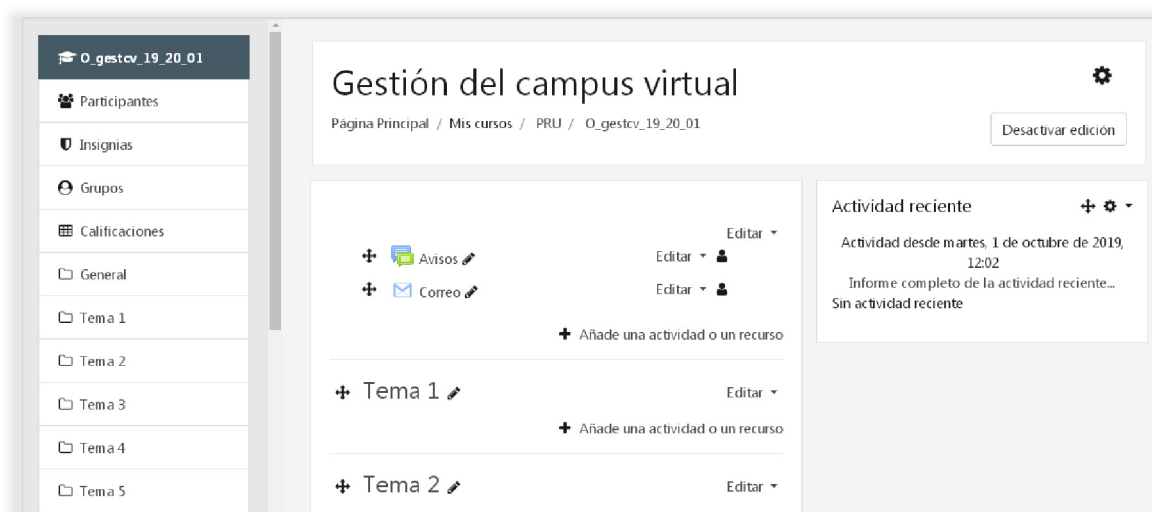 O_gestcv_19_20_01
Participantes
Insignias
Grupos
Calificaciones
General
Tema 1
Tema 2
Tema 3
Tema 4
Tema 5
Gestión del campus virtual
Página Principal / Mis cursos / PRU / O_gestcv_19_20_01
Desactivar edición
Editar
Avisos Editar
Correo Editar
Añade una actividad o un recurso
Tema 1 Editar
Añade una actividad o un recurso
Tema 2 Editar
Actividad reciente
Actividad desde martes, 1 de octubre de 2019,
12:02
Informe completo de la actividad reciente...
Sin actividad reciente